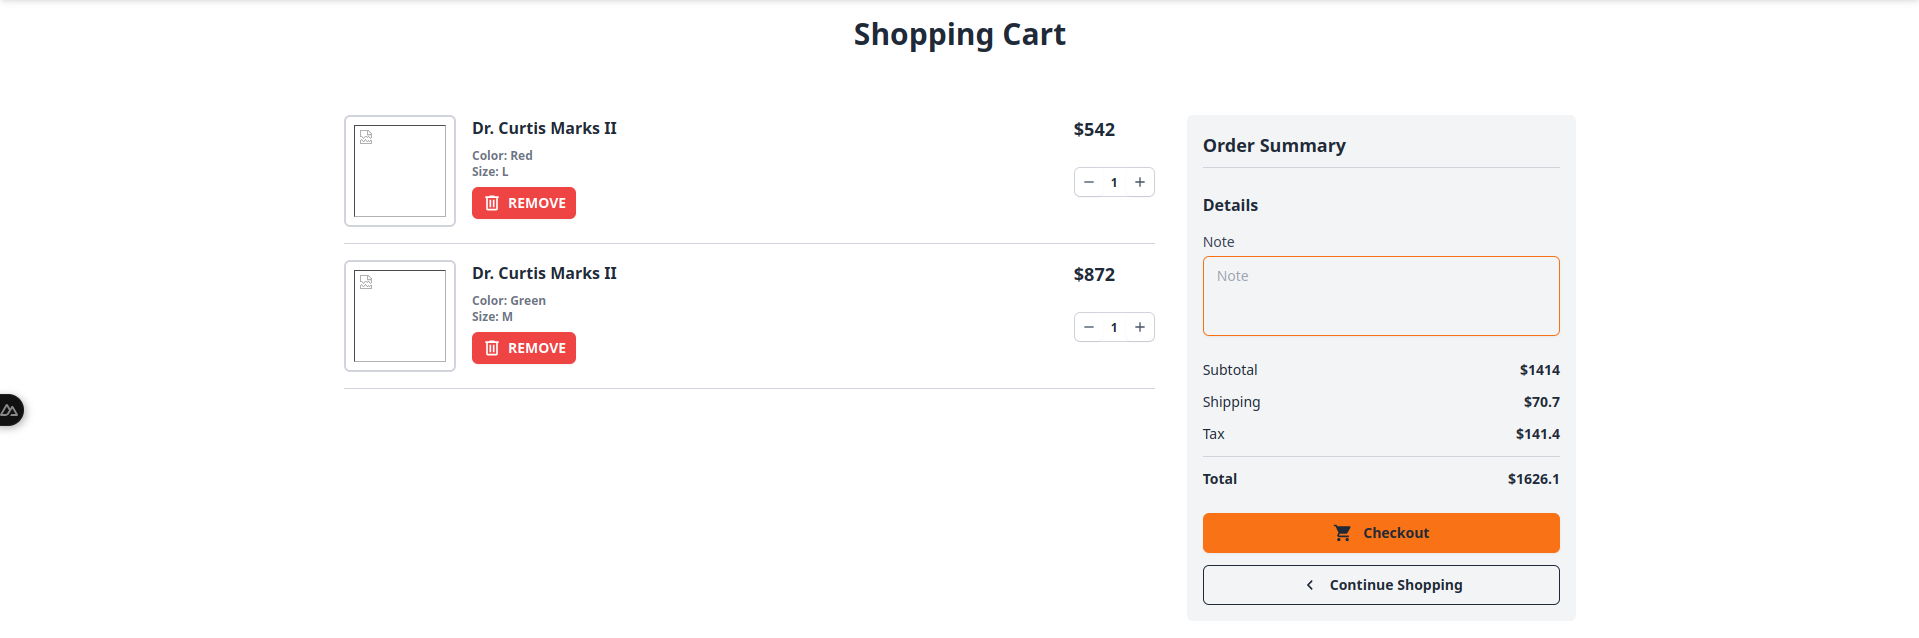 Shopping Cart
Dr. Curtis Marks II
$542
Color: Red
Size: L
1
REMOVE
Dr. Curtis Marks II
$872
Color: Green
Size: M
1
REMOVE
Order Summary
Details
Note
Note
Subtotal $1414
Shipping $70.7
Tax $141.4
Total $1626.1
Checkout
Continue Shopping